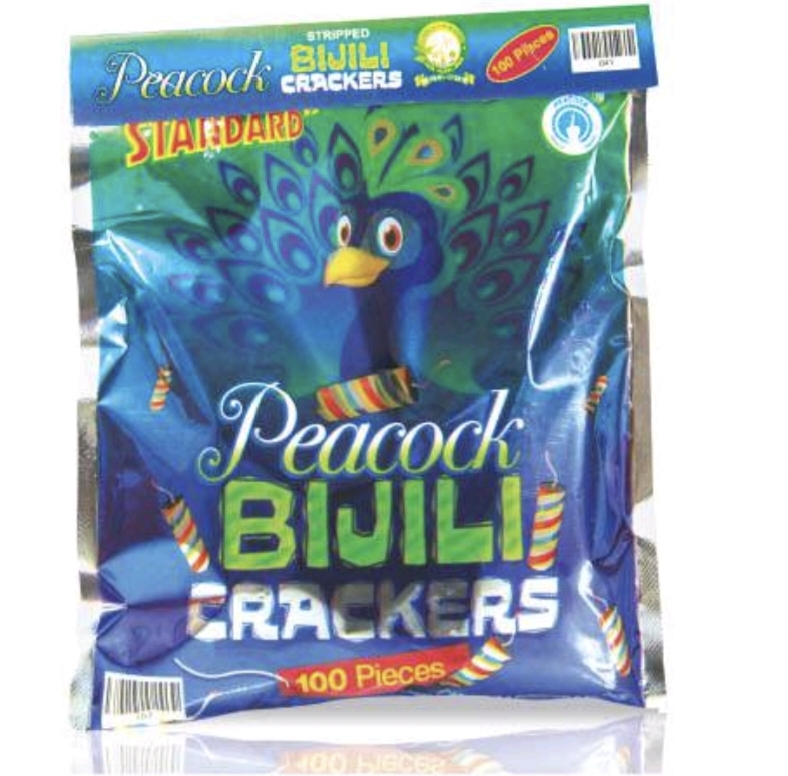 STRIPPED
Peacock BIJILI
CRACKERS
100 Pieces
STANDARD
Peacock
BIJILI
CRACKERS
100 Pieces